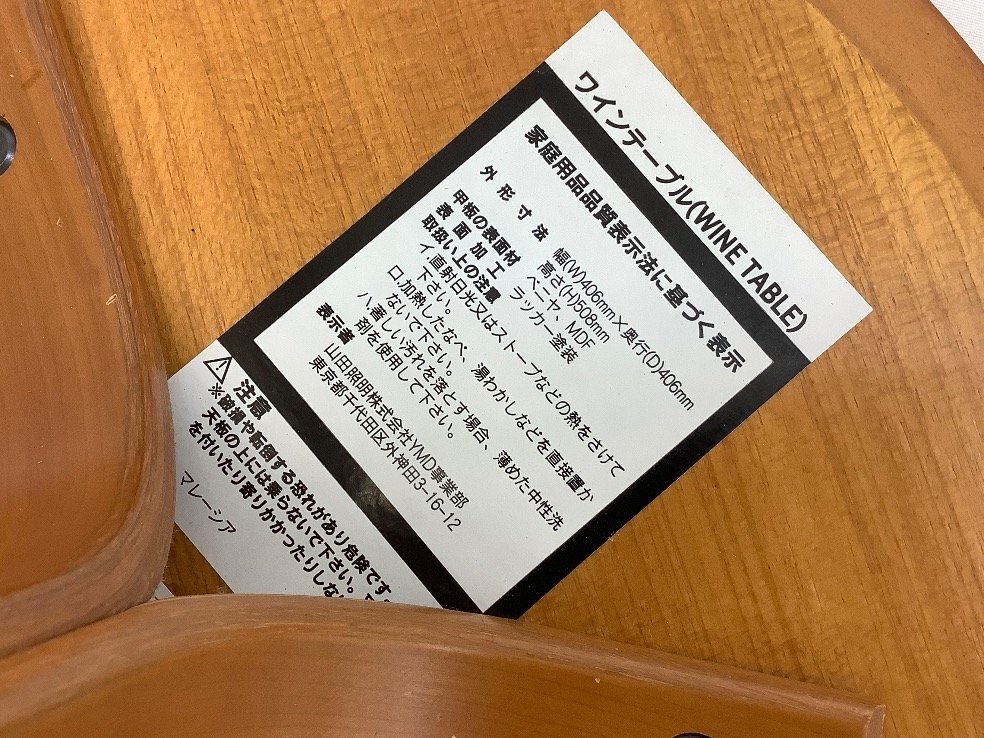 ワインテーブル(WINE TABLE)
家庭用品品質表示法に基づく表示
外形寸法 幅(W)406mm×奥行(D)406mm
高さ(H)508mm
甲板の表面材 ベニヤ、MDF
表面加工 ラッカー塗装
取扱い上の注意
イ.直射日光又はストーブなどの熱をさけて
下さい。
ロ.加熱したなべ、湯わかしなどを直接置か
ないで下さい。
ハ.著しい汚れを落とす場合、薄めた中性洗
剤を使用して下さい。
表示者 山田照明株式会社YMD事業部
東京都千代田区外神田3-16-12
注意
※破損や転倒する恐れがあり危険です。
天板の上には乗らないで下さい。
を付いたり寄りかかったりしな
マレーシア